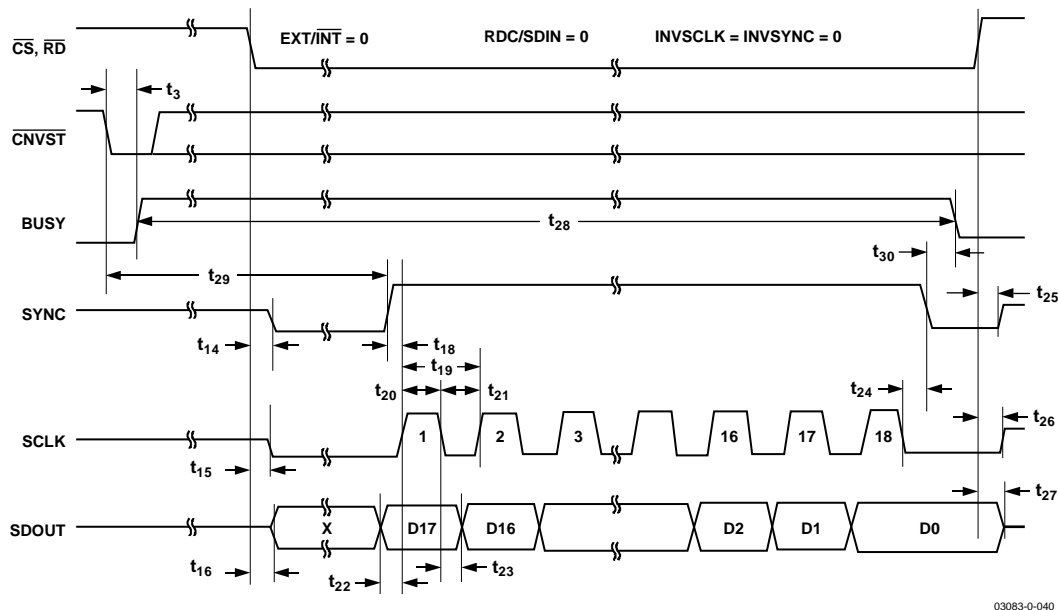 CS, RD
EXT/INT = 0 RDC/SDIN = 0 INVSCLK = INVSYNC = 0
t3
CNVST
BUSY
t28
t30
t29
t25
SYNC
t14
t18
t19
t20
t21
t24
t26
SCLK
1 2 3 16 17 18
t15
t27
SDOUT
X D17 D16 D2 D1 D0
t16
t22
t23
03083-0-040